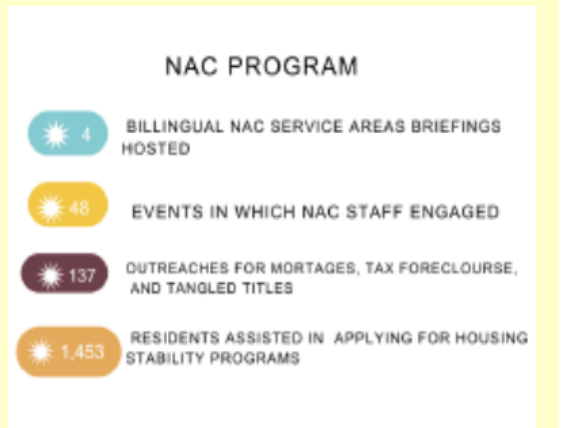 NAC PROGRAM
4
BILLINGUAL NAC SERVICE AREAS BRIEFINGS
HOSTED
48
EVENTS IN WHICH NAC STAFF ENGAGED
137
OUTREACHES FOR MORTAGES, TAX FORECLOURSE,
AND TANGLED TITLES
1,453
RESIDENTS ASSISTED IN APPLYING FOR HOUSING
STABILITY PROGRAMS